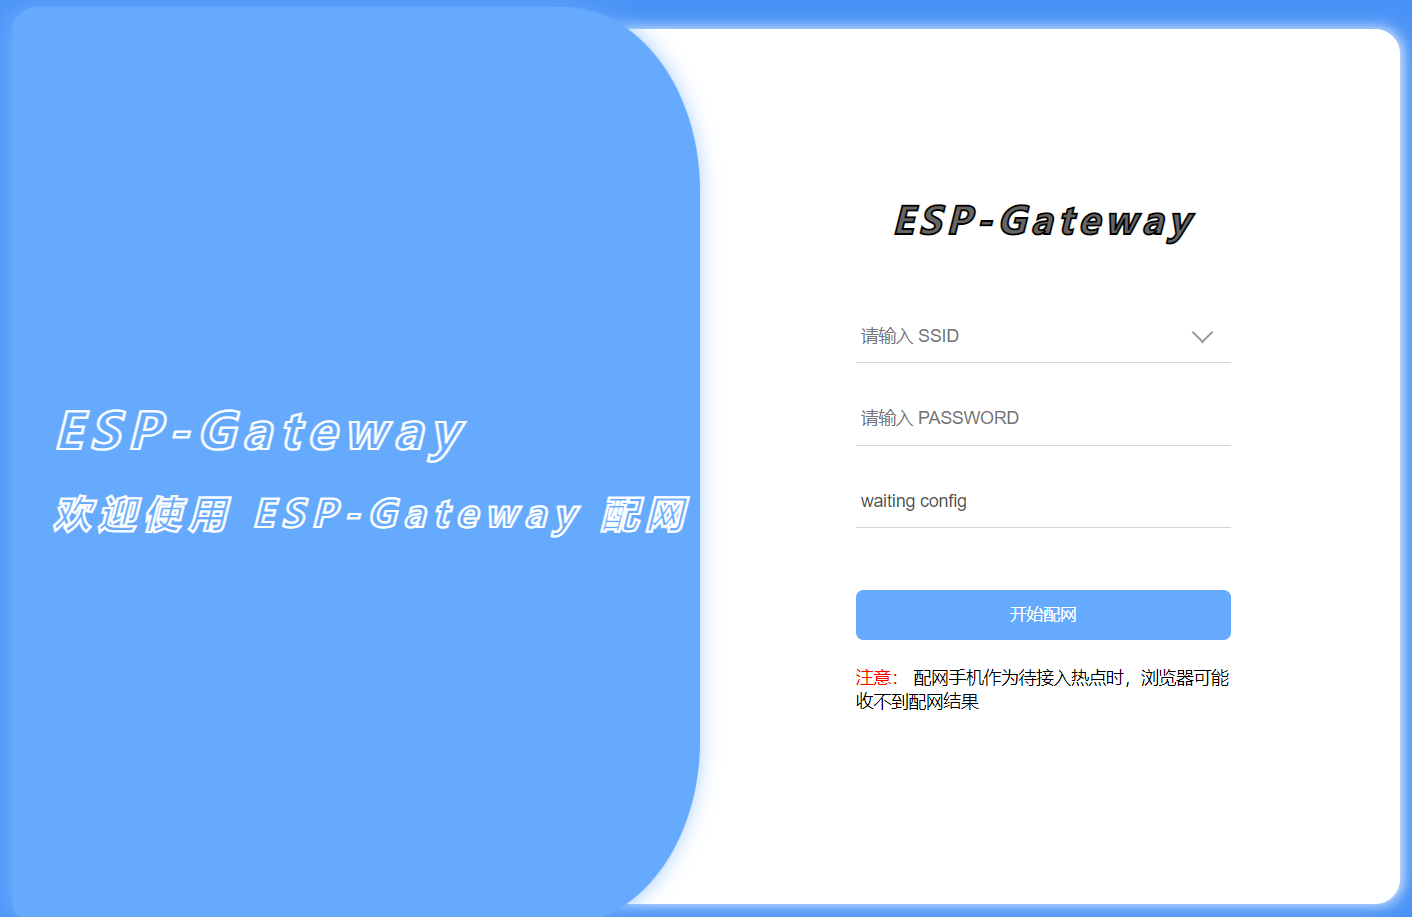 ESP-Gateway
欢迎使用 ESP-Gateway 配网
ESP-Gateway
请输入 SSID
请输入 PASSWORD
waiting config
开始配网
注意： 配网手机作为待接入热点时，浏览器可能
收不到配网结果